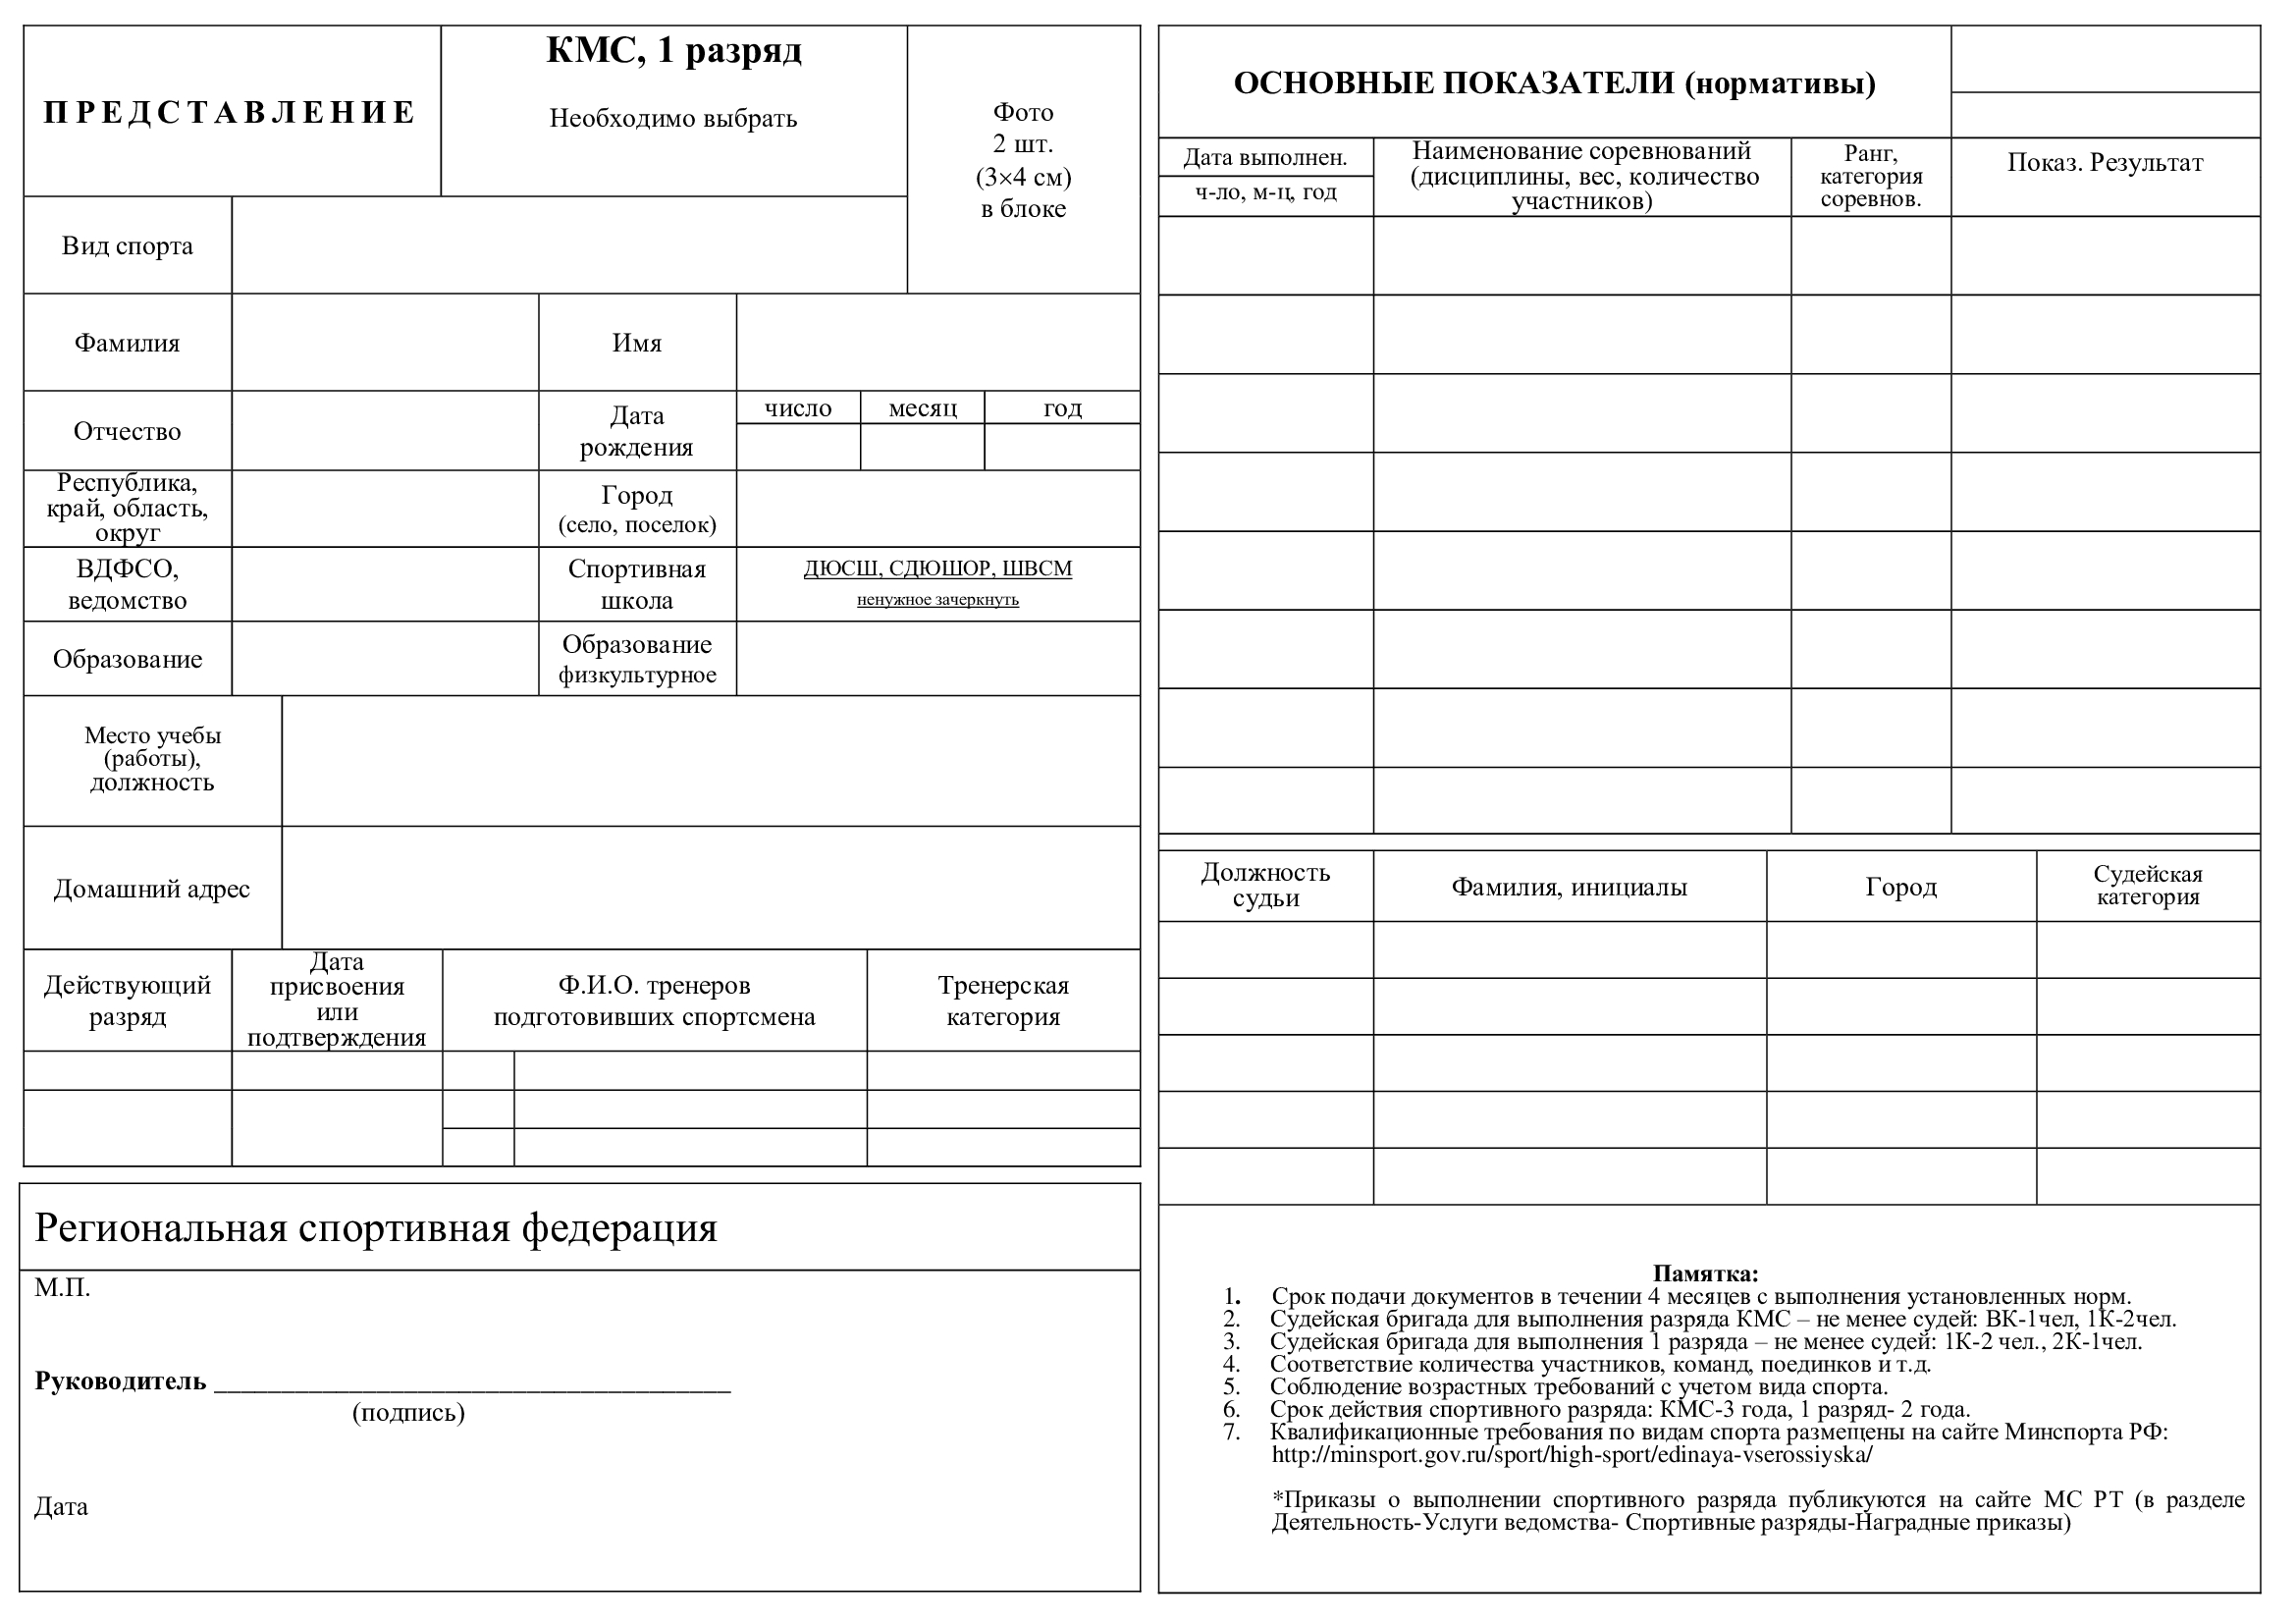 ПРЕДСТАВЛЕНИЕ
КМС, 1 разряд
Необходимо выбрать
Фото
2 шт.
(3×4 см)
в блоке
Вид спорта
Фамилия
Имя
Отчество
Дата
рождения
число
месяц
год
Республика,
край, область,
округ
Город
(село, поселок)
ВДФСО,
ведомство
Спортивная
школа
ДЮСШ, СДЮШОР, ШВСМ
ненужное зачеркнуть
Образование
Образование
физкультурное
Место учебы
(работы),
должность
Домашний адрес
Действующий
разряд
Дата
присвоения
или
подтверждения
Ф.И.О. тренеров
подготовивших спортсмена
Тренерская
категория
Региональная спортивная федерация
М.П.
Руководитель ______________________________________
(подпись)
Дата
ОСНОВНЫЕ ПОКАЗАТЕЛИ (нормативы)
Дата выполнен.
ч-ло, м-ц, год
Наименование соревнований
(дисциплины, вес, количество
участников)
Ранг,
категория
соревнов.
Показ. Результат
Должность
судьи
Фамилия, инициалы
Город
Судейская
категория
Памятка:
1. Срок подачи документов в течении 4 месяцев с выполнения установленных норм.
2. Судейская бригада для выполнения разряда КМС – не менее судей: ВК-1чел, 1К-2чел.
3. Судейская бригада для выполнения 1 разряда – не менее судей: 1К-2 чел., 2К-1чел.
4. Соответствие количества участников, команд, поединков и т.д.
5. Соблюдение возрастных требований с учетом вида спорта.
6. Срок действия спортивного разряда: КМС-3 года, 1 разряд- 2 года.
7. Квалификационные требования по видам спорта размещены на сайте Минспорта РФ:
http://minsport.gov.ru/sport/high-sport/edinaya-vserossiyska/
*Приказы о выполнении спортивного разряда публикуются на сайте МС РТ (в разделе
Деятельность-Услуги ведомства- Спортивные разряды-Наградные приказы)